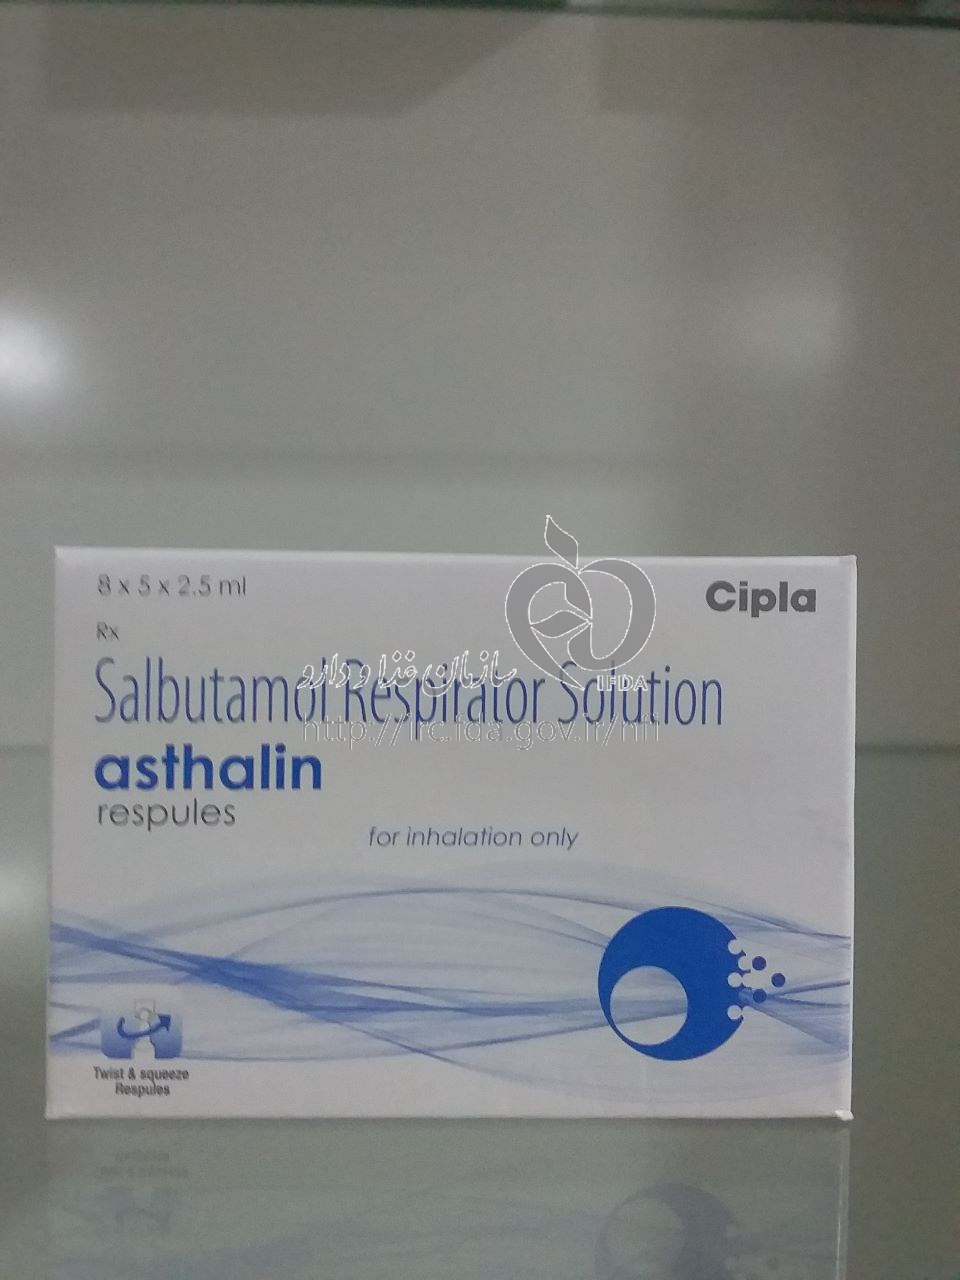 8 x 5 x 2.5 ml
Cipla
Rx
Salbutamol Respirator Solution
سازمان غذا و دارو
IFDA
http://irc.fda.gov.ir/nfi
asthalin
respules
for inhalation only
Twist & squeeze
Respules